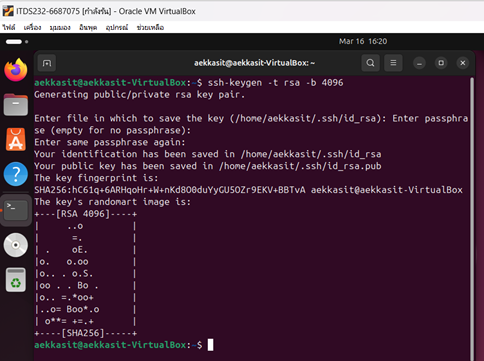 ITDS232-6687075 [กำลังรัน] - Oracle VM VirtualBox
ไฟล์ เครื่อง มุมมอง อินพุต อุปกรณ์ ช่วยเหลือ
Mar 16 16:20
aekkasit@aekkasit-VirtualBox: ~
aekkasit@aekkasit-VirtualBox:~$ ssh-keygen -t rsa -b 4096
Generating public/private rsa key pair.
Enter file in which to save the key (/home/aekkasit/.ssh/id_rsa): Enter passphra
se (empty for no passphrase):
Enter same passphrase again:
Your identification has been saved in /home/aekkasit/.ssh/id_rsa
Your public key has been saved in /home/aekkasit/.ssh/id_rsa.pub
The key fingerprint is:
SHA256:hC61q+6ARHqoHr+W+nKd8O0duYyGU5OZr9EKV+BBTvA aekkasit@aekkasit-VirtualBox
The key's randomart image is:
+---[RSA 4096]----+
|     ..o         |
|      =.         |
| .    oE.        |
|o.   o.oo        |
|o.. . o.S.       |
|oo . . Bo .      |
|o.. =.*oo+       |
|..o= Boo*.o      |
| o**= +=.+       |
+----[SHA256]-----+
aekkasit@aekkasit-VirtualBox:~$